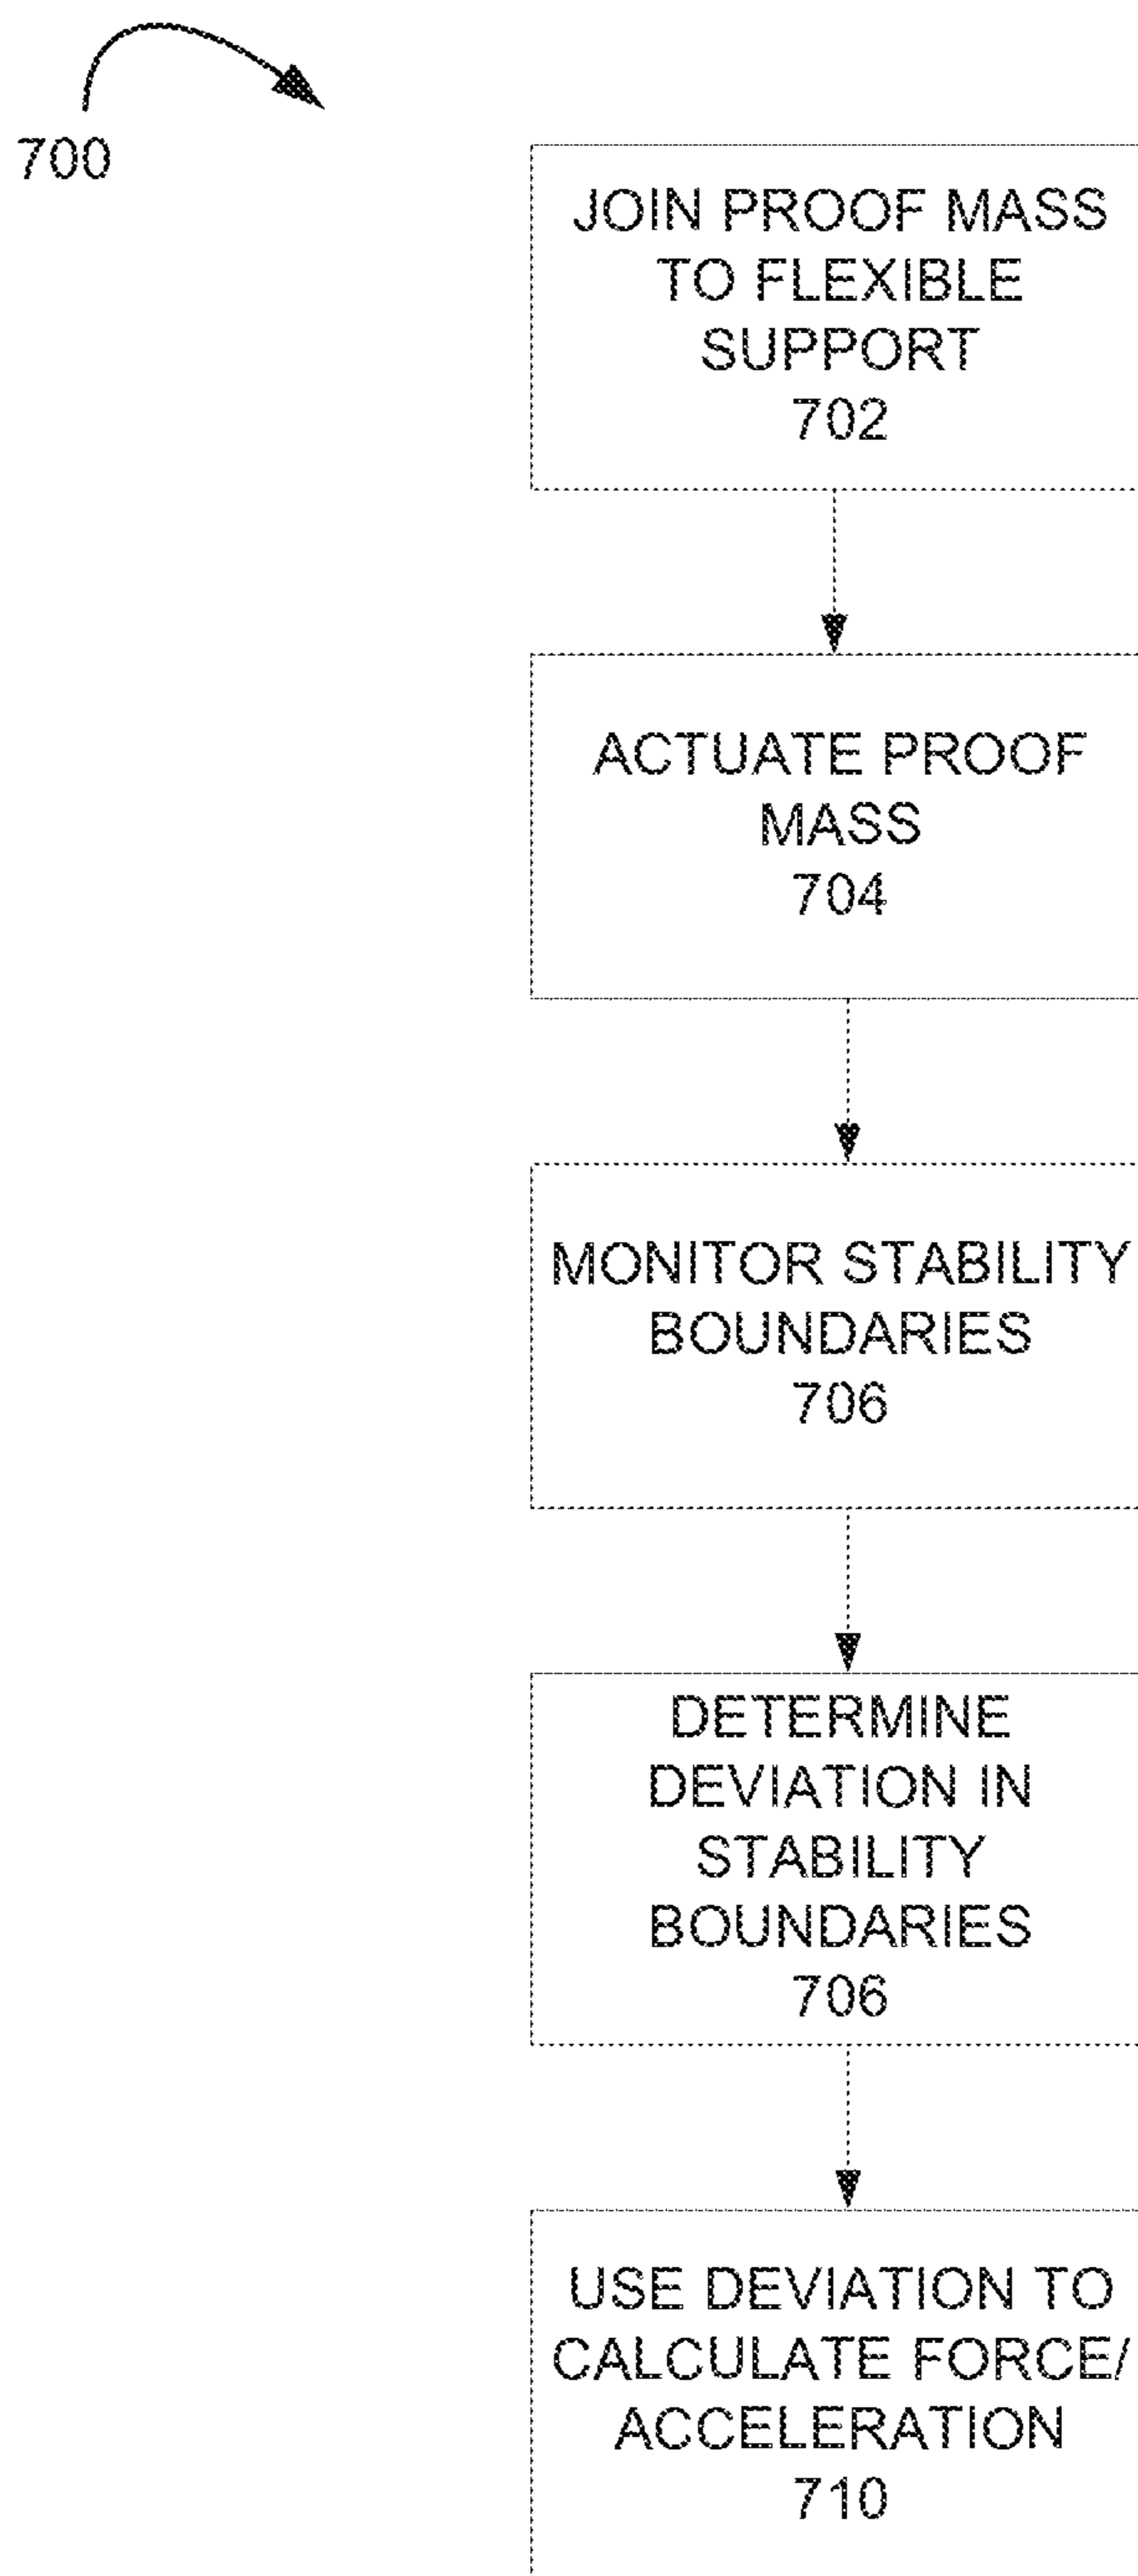 700
JOIN PROOF MASS
TO FLEXIBLE
SUPPORT
702
ACTUATE PROOF
MASS
704
MONITOR STABILITY
BOUNDARIES
706
DETERMINE
DEVIATION IN
STABILITY
BOUNDARIES
706
USE DEVIATION TO
CALCULATE FORCE/
ACCELERATION
710